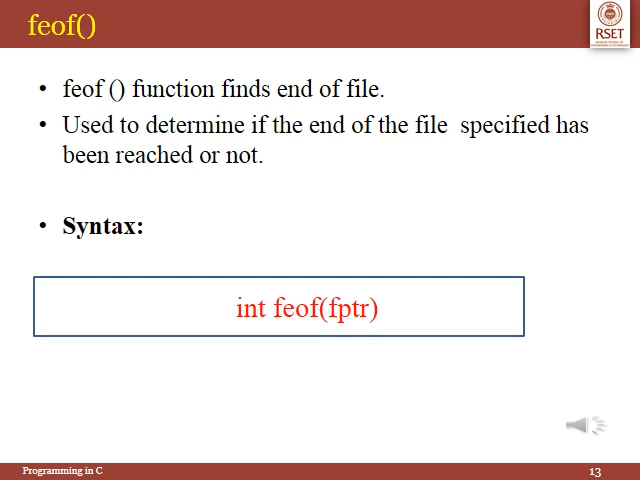 feof()
RSET
• feof () function finds end of file.
• Used to determine if the end of the file  specified has
been reached or not.
• Syntax:
int feof(fptr)
Programming in C
13